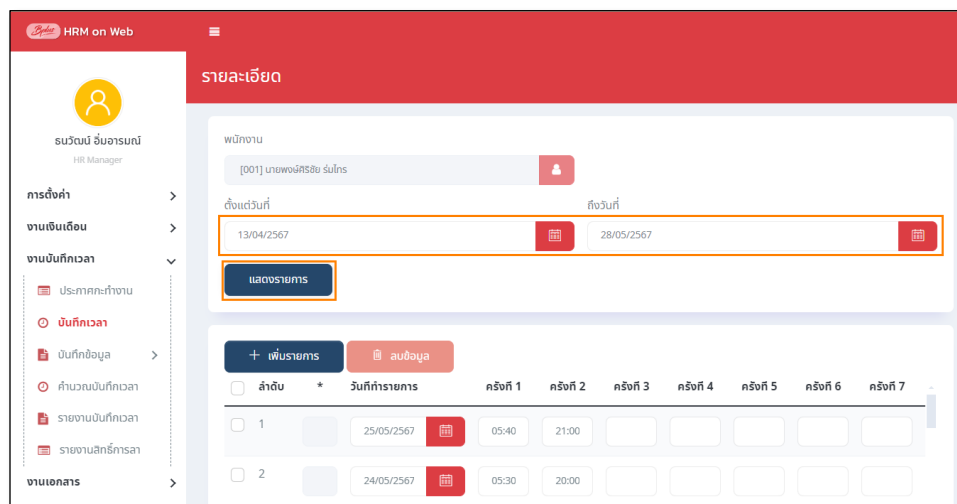 Bplus HRM on Web
รายละเอียด
ธนวัฒน์ อิ่มอารมณ์
HR Manager
การตั้งค่า
งานเงินเดือน
งานบันทึกเวลา
ประกาศกะทำงาน
บันทึกเวลา
บันทึกข้อมูล
คำนวณบันทึกเวลา
รายงานบันทึกเวลา
รายงานสิทธิ์การลา
งานเอกสาร
พนักงาน
[001] นายพงษ์ศิริชัย ร่มไทร
ตั้งแต่วันที่ ถึงวันที่
13/04/2567 28/05/2567
แสดงรายการ
+ เพิ่มรายการ ลบข้อมูล
ลำดับ * วันที่ทำรายการ ครั้งที่ 1 ครั้งที่ 2 ครั้งที่ 3 ครั้งที่ 4 ครั้งที่ 5 ครั้งที่ 6 ครั้งที่ 7
1 25/05/2567 05:40 21:00
2 24/05/2567 05:30 20:00